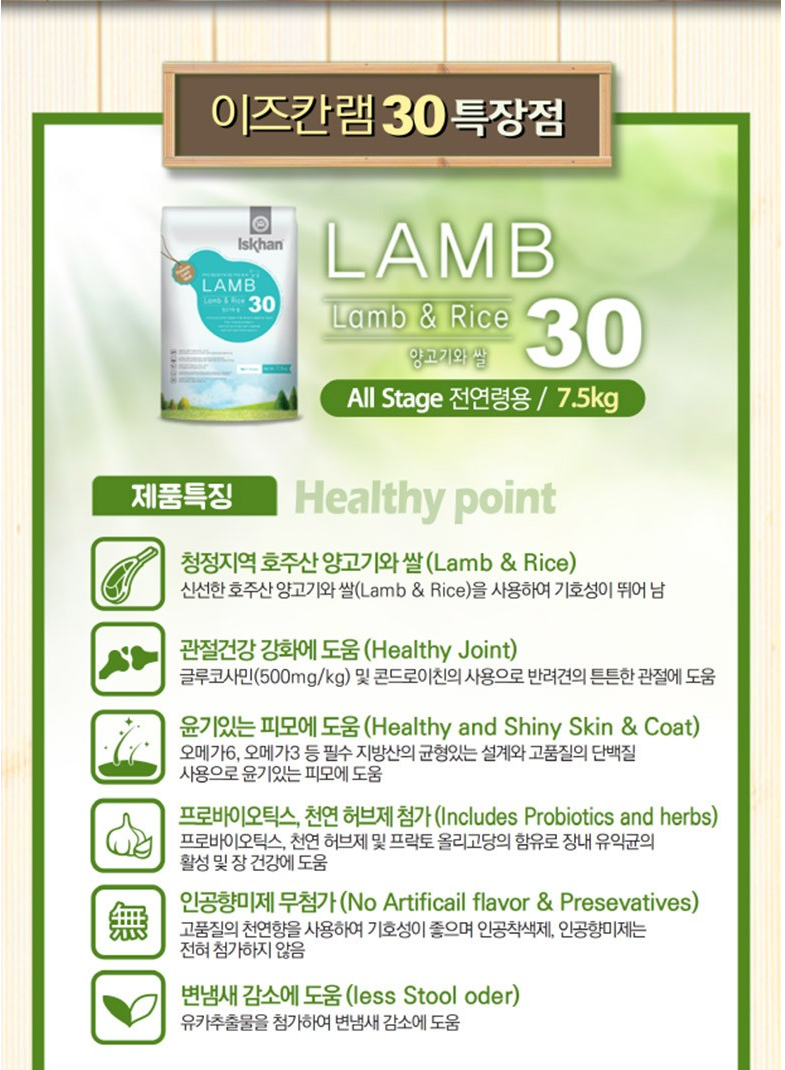 이즈칸램 30 특장점
Iskhan
LAMB
Lamb & Rice 30
LAMB
Lamb & Rice 30
양고기와 쌀
All Stage 전연령용 / 7.5kg
제품특징 Healthy point
청정지역 호주산 양고기와 쌀 (Lamb & Rice)
신선한 호주산 양고기와 쌀(Lamb & Rice)을 사용하여 기호성이 뛰어 남
관절건강 강화에 도움 (Healthy Joint)
글루코사민(500mg/kg) 및 콘드로이친의 사용으로 반려견의 튼튼한 관절에 도움
윤기있는 피모에 도움 (Healthy and Shiny Skin & Coat)
오메가6, 오메가3 등 필수 지방산의 균형있는 설계와 고품질의 단백질
사용으로 윤기있는 피모에 도움
프로바이오틱스, 천연 허브제 첨가 (Includes Probiotics and herbs)
프로바이오틱스, 천연 허브제 및 프락토 올리고당의 함유로 장내 유익균의
활성 및 장 건강에 도움
無
인공향미제 무첨가 (No Artificail flavor & Presevatives)
고품질의 천연향을 사용하여 기호성이 좋으며 인공착색제, 인공향미제는
전혀 첨가하지 않음
변냄새 감소에 도움 (less Stool oder)
유카추출물을 첨가하여 변냄새 감소에 도움